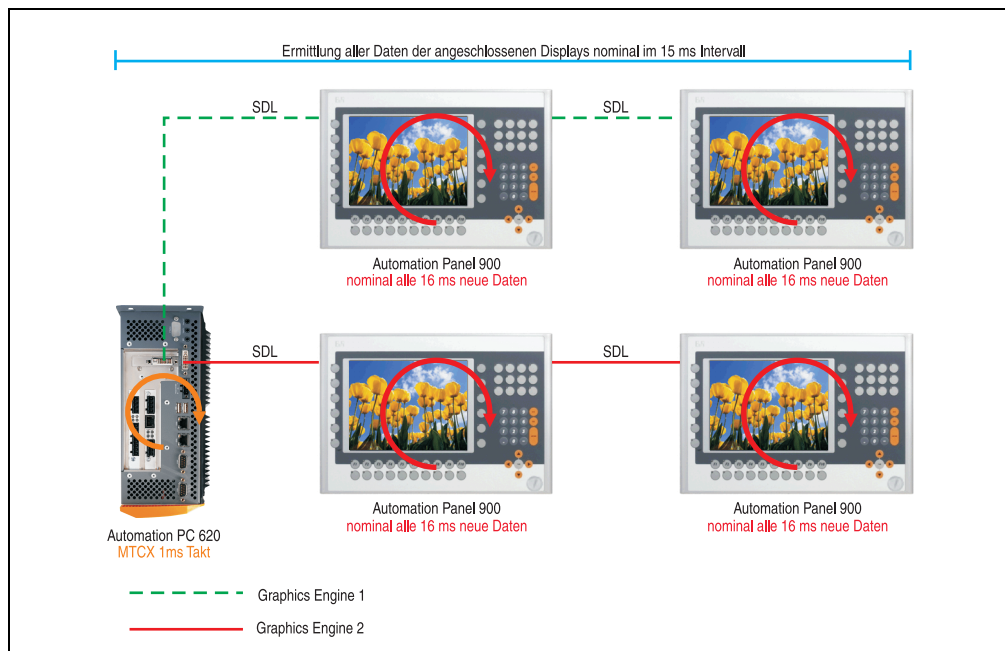 Ermittlung aller Daten der angeschlossenen Displays nominal im 15 ms Intervall
SDL
SDL
Automation Panel 900
nominal alle 16 ms neue Daten
Automation Panel 900
nominal alle 16 ms neue Daten
SDL
SDL
Automation Panel 900
nominal alle 16 ms neue Daten
Automation Panel 900
nominal alle 16 ms neue Daten
Automation PC 620
MTCX 1ms Takt
Graphics Engine 1
Graphics Engine 2